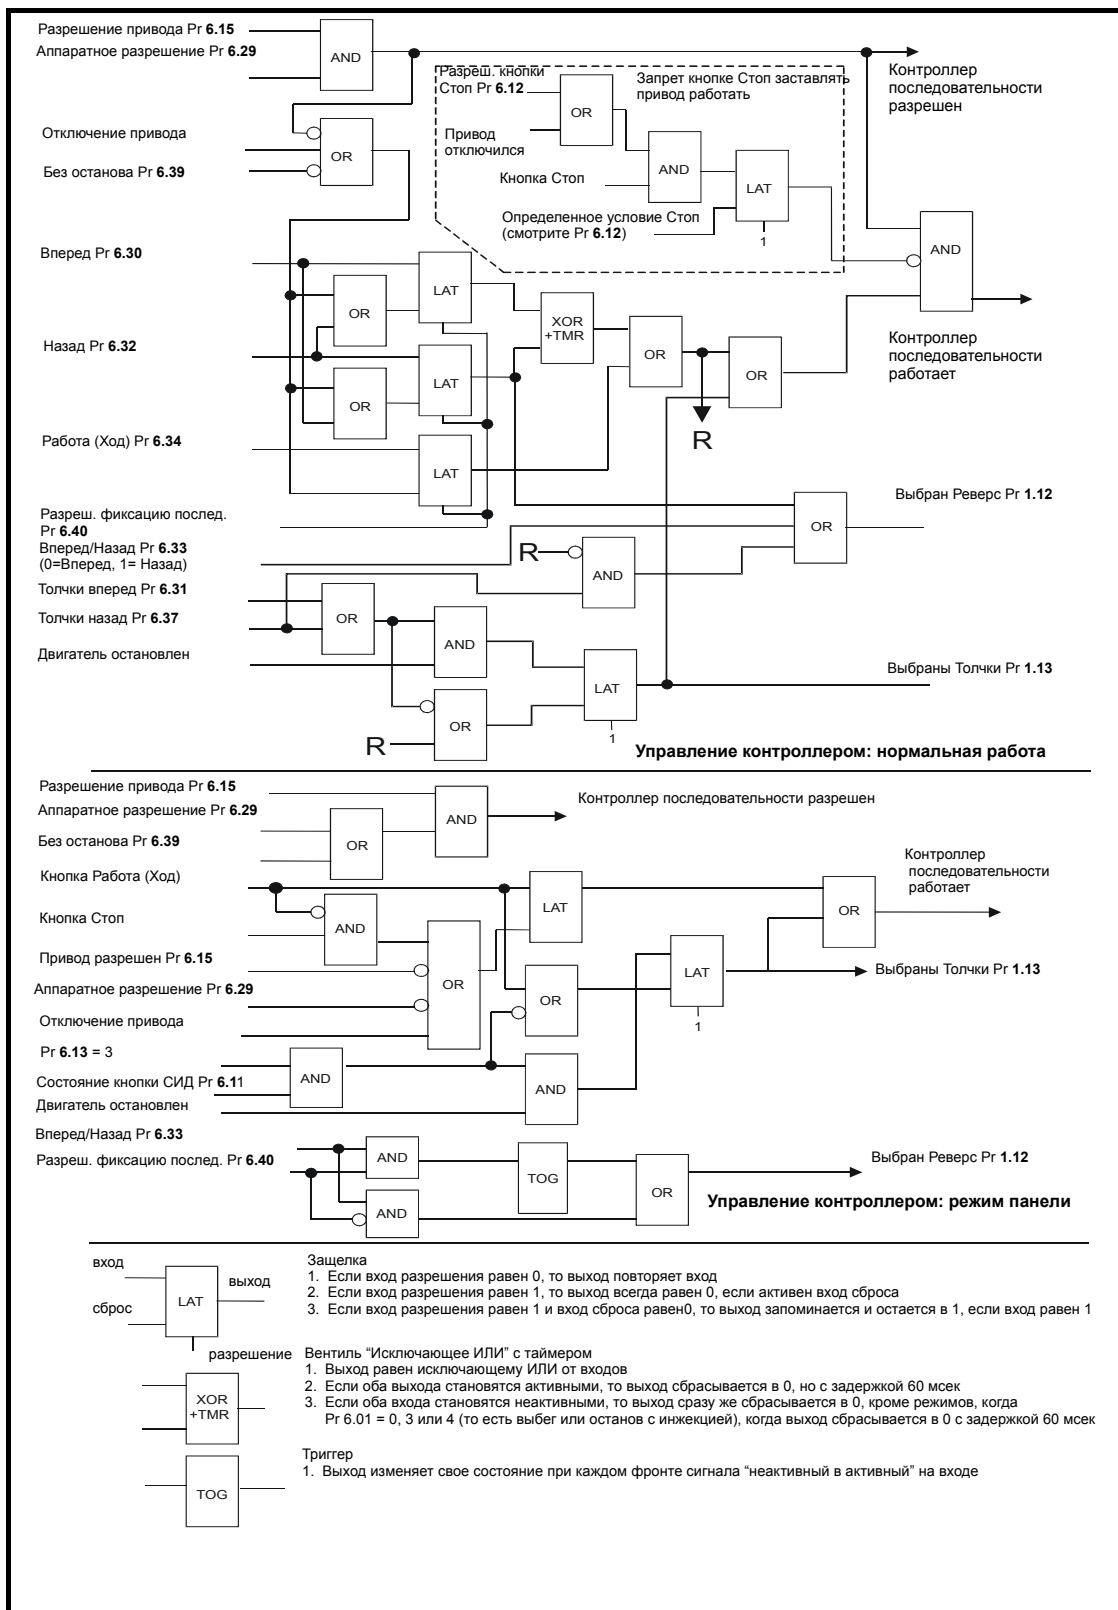 Разрешение привода Pr 6.15
Аппаратное разрешение Pr 6.29
AND
Контроллер
последовательности
разрешен
Разреш. кнопки
Стоп Pr 6.12
Запрет кнопке Стоп заставлять
привод работать
OR
Привод
отключился
Отключение привода
OR
Без останова Pr 6.39
Кнопка Стоп
AND
LAT
Определенное условие Стоп
(смотрите Pr 6.12)
1
AND
Вперед Pr 6.30
LAT
OR
XOR
+TMR
Назад Pr 6.32
Контроллер
последовательности
работает
OR
OR
LAT
OR
R
Работа (Ход) Pr 6.34
LAT
Выбран Реверс Pr 1.12
Разреш. фиксацию послед.
Pr 6.40
OR
Вперед/Назад Pr 6.33
(0=Вперед, 1= Назад)
R
AND
Толчки вперед Pr 6.31
OR
Толчки назад Pr 6.37
AND
Двигатель остановлен
Выбраны Толчки Pr 1.13
LAT
OR
1
R
Управление контроллером: нормальная работа
Разрешение привода Pr 6.15
Контроллер последовательности разрешен
Аппаратное разрешение Pr 6.29
AND
Без останова Pr 6.39
OR
Контроллер
последовательности
работает
Кнопка Работа (Ход)
LAT
OR
Кнопка Стоп
AND
Привод разрешен Pr 6.15
LAT
Выбраны Толчки Pr 1.13
Аппаратное разрешение Pr 6.29
OR
OR
Отключение привода
1
Pr 6.13 = 3
AND
AND
Состояние кнопки СИД Pr 6.11
Двигатель остановлен
Вперед/Назад Pr 6.33
Разреш. фиксацию послед. Pr 6.40
AND
TOG
Выбран Реверс Pr 1.12
OR
AND
Управление контроллером: режим панели
вход
выход
LAT
сброс
разрешение
Защелка
1. Если вход разрешения равен 0, то выход повторяет вход
2. Если вход разрешения равен 1, то выход всегда равен 0, если активен вход сброса
3. Если вход разрешения равен 1 и вход сброса равен0, то выход запоминается и остается в 1, если вход равен 1
XOR
+TMR
Вентиль “Исключающее ИЛИ” с таймером
1. Выход равен исключающему ИЛИ от входов
2. Если оба выхода становятся активными, то выход сбрасывается в 0, но с задержкой 60 мсек
3. Если оба входа становятся неактивными, то выход сразу же сбрасывается в 0, кроме режимов, когда
Pr 6.01 = 0, 3 или 4 (то есть выбег или останов с инжекцией), когда выход сбрасывается в 0 с задержкой 60 мсек
TOG
Триггер
1. Выход изменяет свое состояние при каждом фронте сигнала “неактивный в активный” на входе